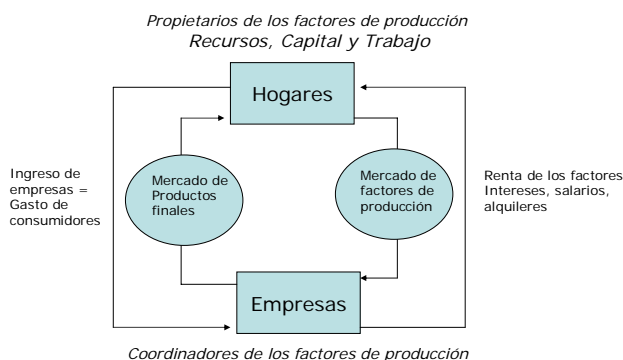 Propietarios de los factores de producción
Recursos, Capital y Trabajo
Hogares
Ingreso de
empresas =
Gasto de
consumidores
Mercado de
Productos
finales
Mercado de
factores de
producción
Renta de los factores
Intereses, salarios,
alquileres
Empresas
Coordinadores de los factores de producción